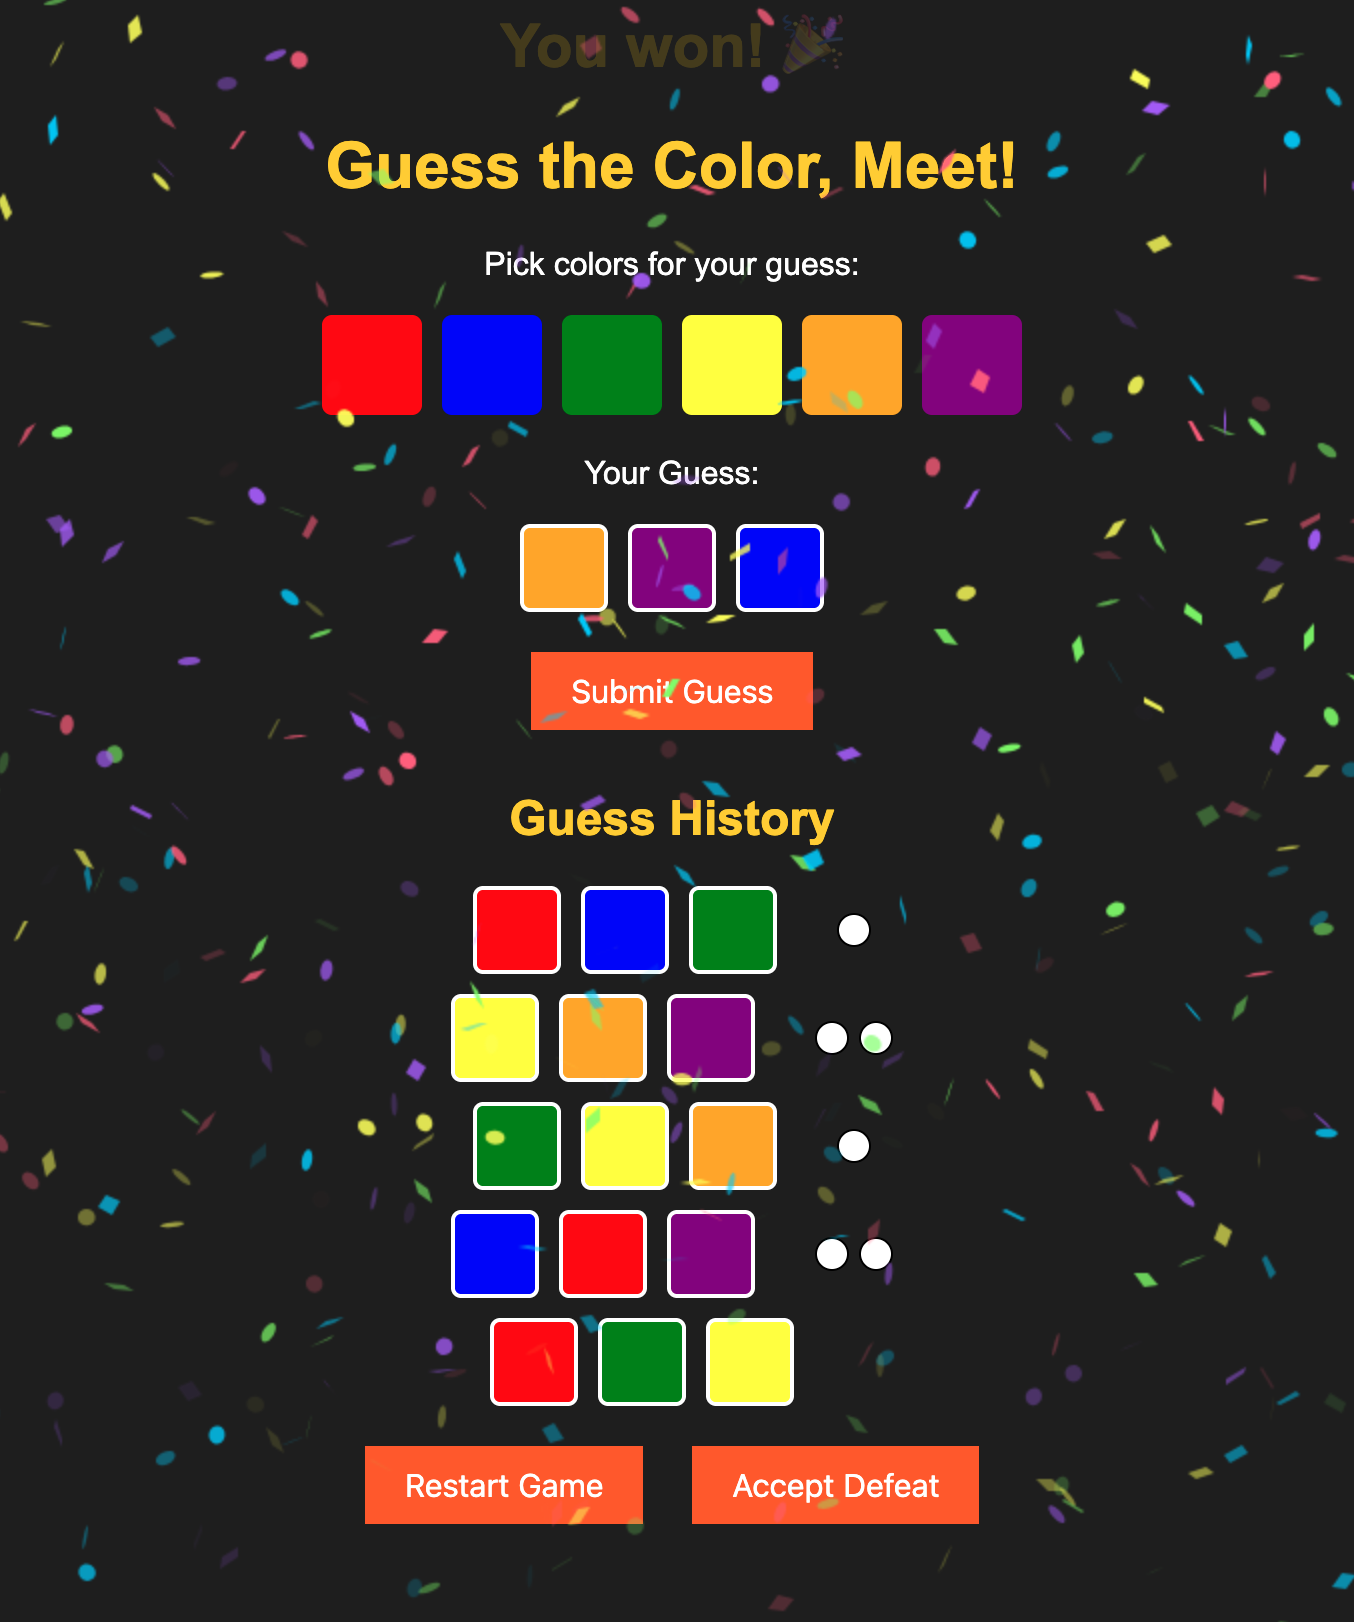 You won! 🎉
Guess the Color, Meet!
Pick colors for your guess:
Your Guess:
Submit Guess
Guess History
Restart Game
Accept Defeat